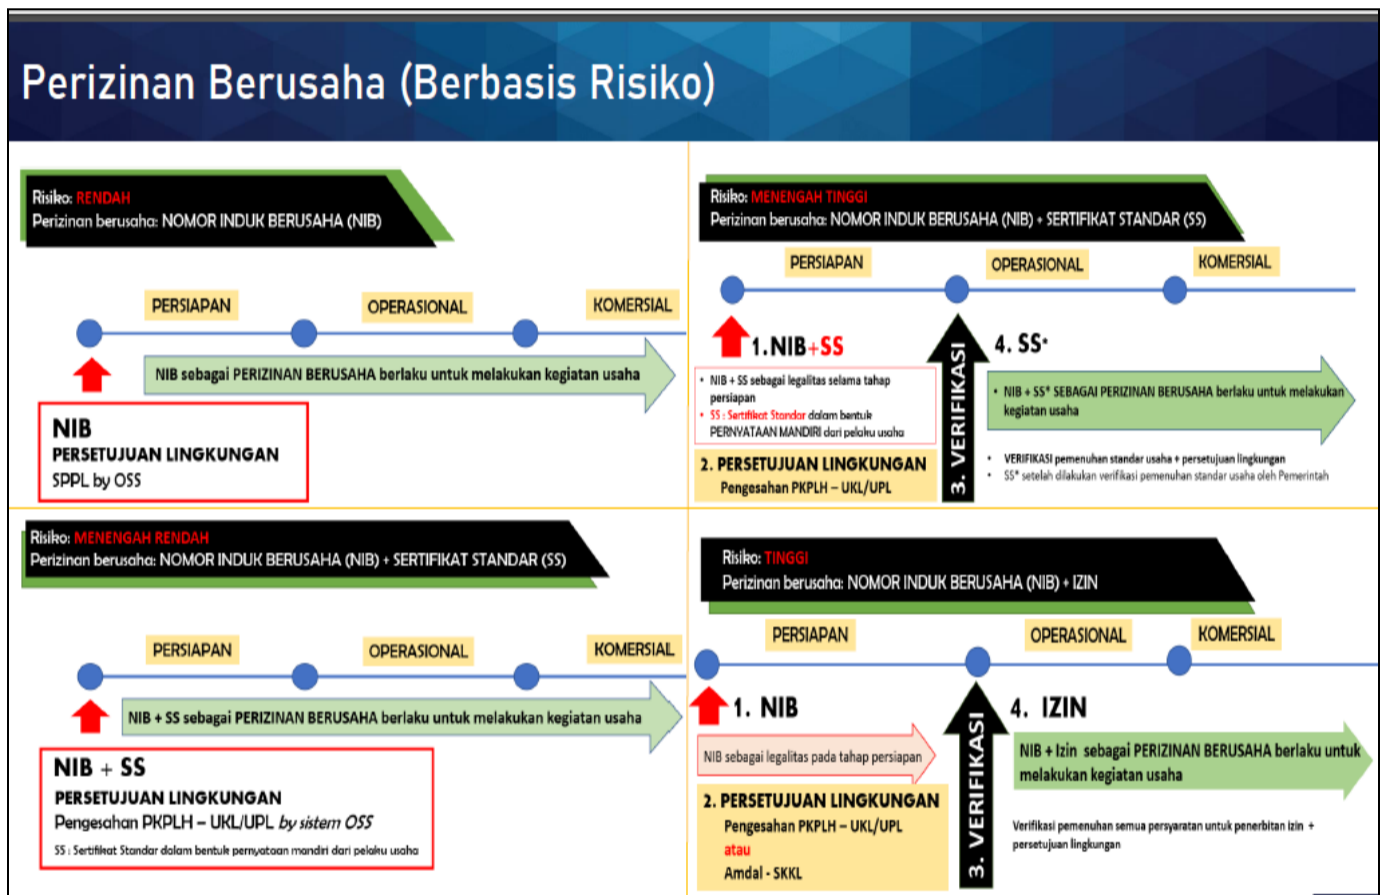 Perizinan Berusaha (Berbasis Risiko)
Risiko: RENDAH
Perizinan berusaha: NOMOR INDUK BERUSAHA (NIB)
PERSIAPAN
OPERASIONAL
KOMERSIAL
NIB sebagai PERIZINAN BERUSAHA berlaku untuk melakukan kegiatan usaha
NIB
PERSETUJUAN LINGKUNGAN
SPPL by OSS
Risiko: MENENGAH TINGGI
Perizinan berusaha: NOMOR INDUK BERUSAHA (NIB) + SERTIFIKAT STANDAR (SS)
PERSIAPAN
OPERASIONAL
KOMERSIAL
1.NIB+SS
• NIB + SS sebagai legalitas selama tahap
persiapan
• SS : Sertifikat Standar dalam bentuk
PERNYATAAN MANDIRI dari pelaku usaha
2. PERSETUJUAN LINGKUNGAN
Pengesahan PKPLH – UKL/UPL
3. VERIFIKASI
4. SS*
• NIB + SS* SEBAGAI PERIZINAN BERUSAHA berlaku untuk melakukan
kegiatan usaha
• VERIFIKASI pemenuhan standar usaha + persetujuan lingkungan
• SS* setelah dilakukan verifikasi pemenuhan standar usaha oleh Pemerintah
Risiko: MENENGAH RENDAH
Perizinan berusaha: NOMOR INDUK BERUSAHA (NIB) + SERTIFIKAT STANDAR (SS)
PERSIAPAN
OPERASIONAL
KOMERSIAL
NIB + SS sebagai PERIZINAN BERUSAHA berlaku untuk melakukan kegiatan usaha
NIB + SS
PERSETUJUAN LINGKUNGAN
Pengesahan PKPLH – UKL/UPL by sistem OSS
SS : Sertifikat Standar dalam bentuk pernyataan mandiri dari pelaku usaha
Risiko: TINGGI
Perizinan berusaha: NOMOR INDUK BERUSAHA (NIB) + IZIN
PERSIAPAN
OPERASIONAL
KOMERSIAL
1. NIB
NIB sebagai legalitas pada tahap persiapan
2. PERSETUJUAN LINGKUNGAN
Pengesahan PKPLH – UKL/UPL
atau
Amdal - SKKL
3. VERIFIKASI
4. IZIN
NIB + Izin sebagai PERIZINAN BERUSAHA berlaku untuk
melakukan kegiatan usaha
Verifikasi pemenuhan semua persyaratan untuk penerbitan izin +
persetujuan lingkungan